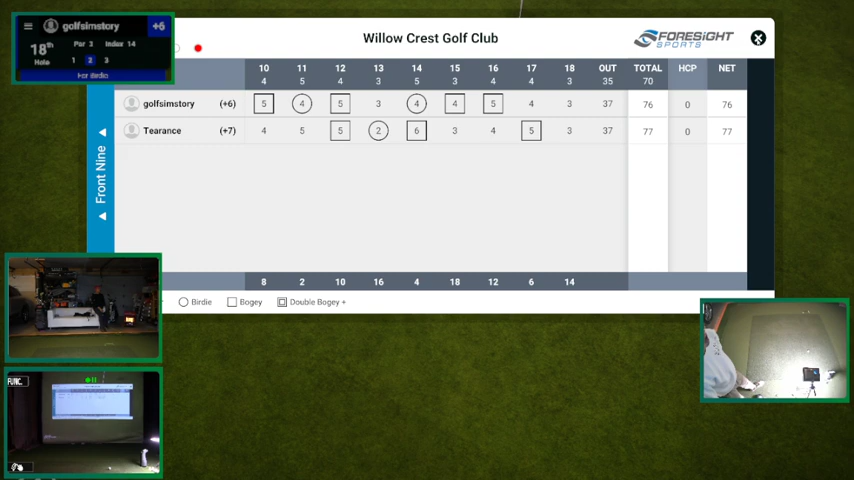 golfsimstory +6
18th Par 3 Index 14
Hole 1 2 3
For Birdie
Willow Crest Golf Club
FORESIGHT
SPORTS
10 11 12 13 14 15 16 17 18 OUT TOTAL HCP NET
4 5 4 3 5 3 4 4 3 35 70
golfsimstory (+6) 5 4 5 3 4 4 5 4 3 37 76 0 76
Tearance (+7) 4 5 5 2 6 3 4 5 3 37 77 0 77
Front Nine
8 2 10 16 4 18 12 6 14
Birdie Bogey Double Bogey +
FUNC.